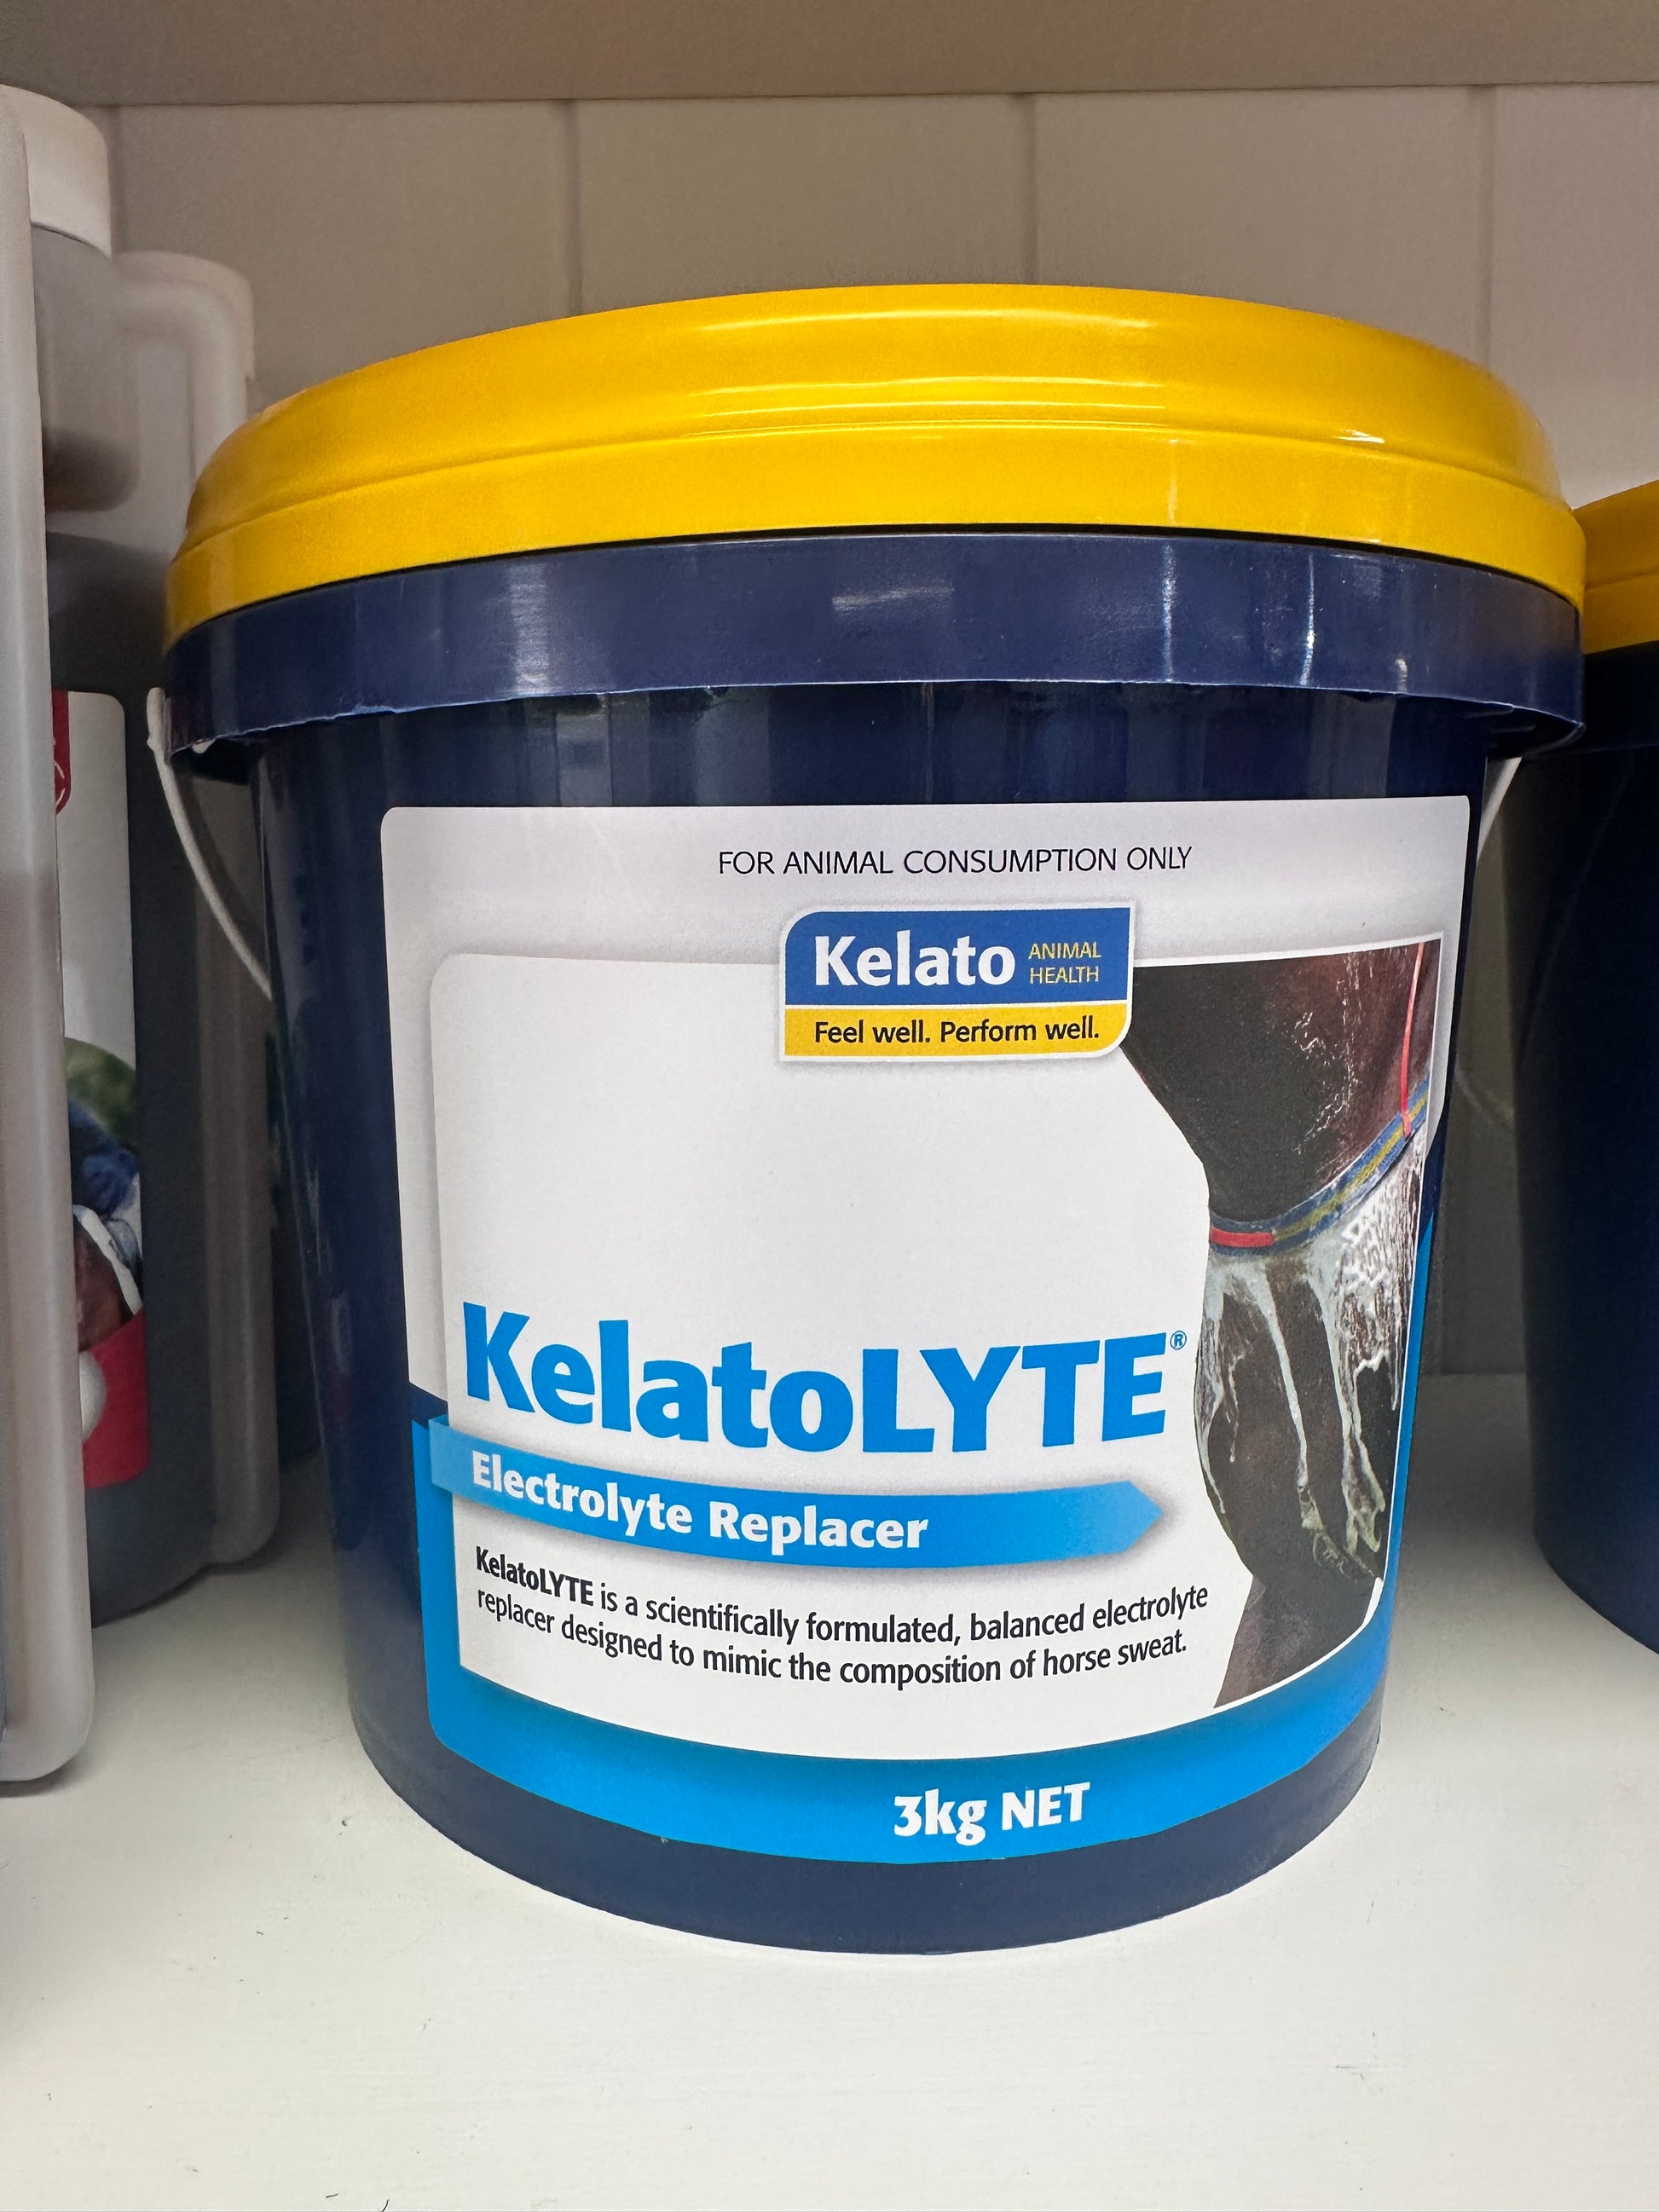 FOR ANIMAL CONSUMPTION ONLY
Kelato ANIMAL HEALTH
Feel well. Perform well.
KelatoLYTE®
Electrolyte Replacer
KelatoLYTE is a scientifically formulated, balanced electrolyte
replacer designed to mimic the composition of horse sweat.
3kg NET